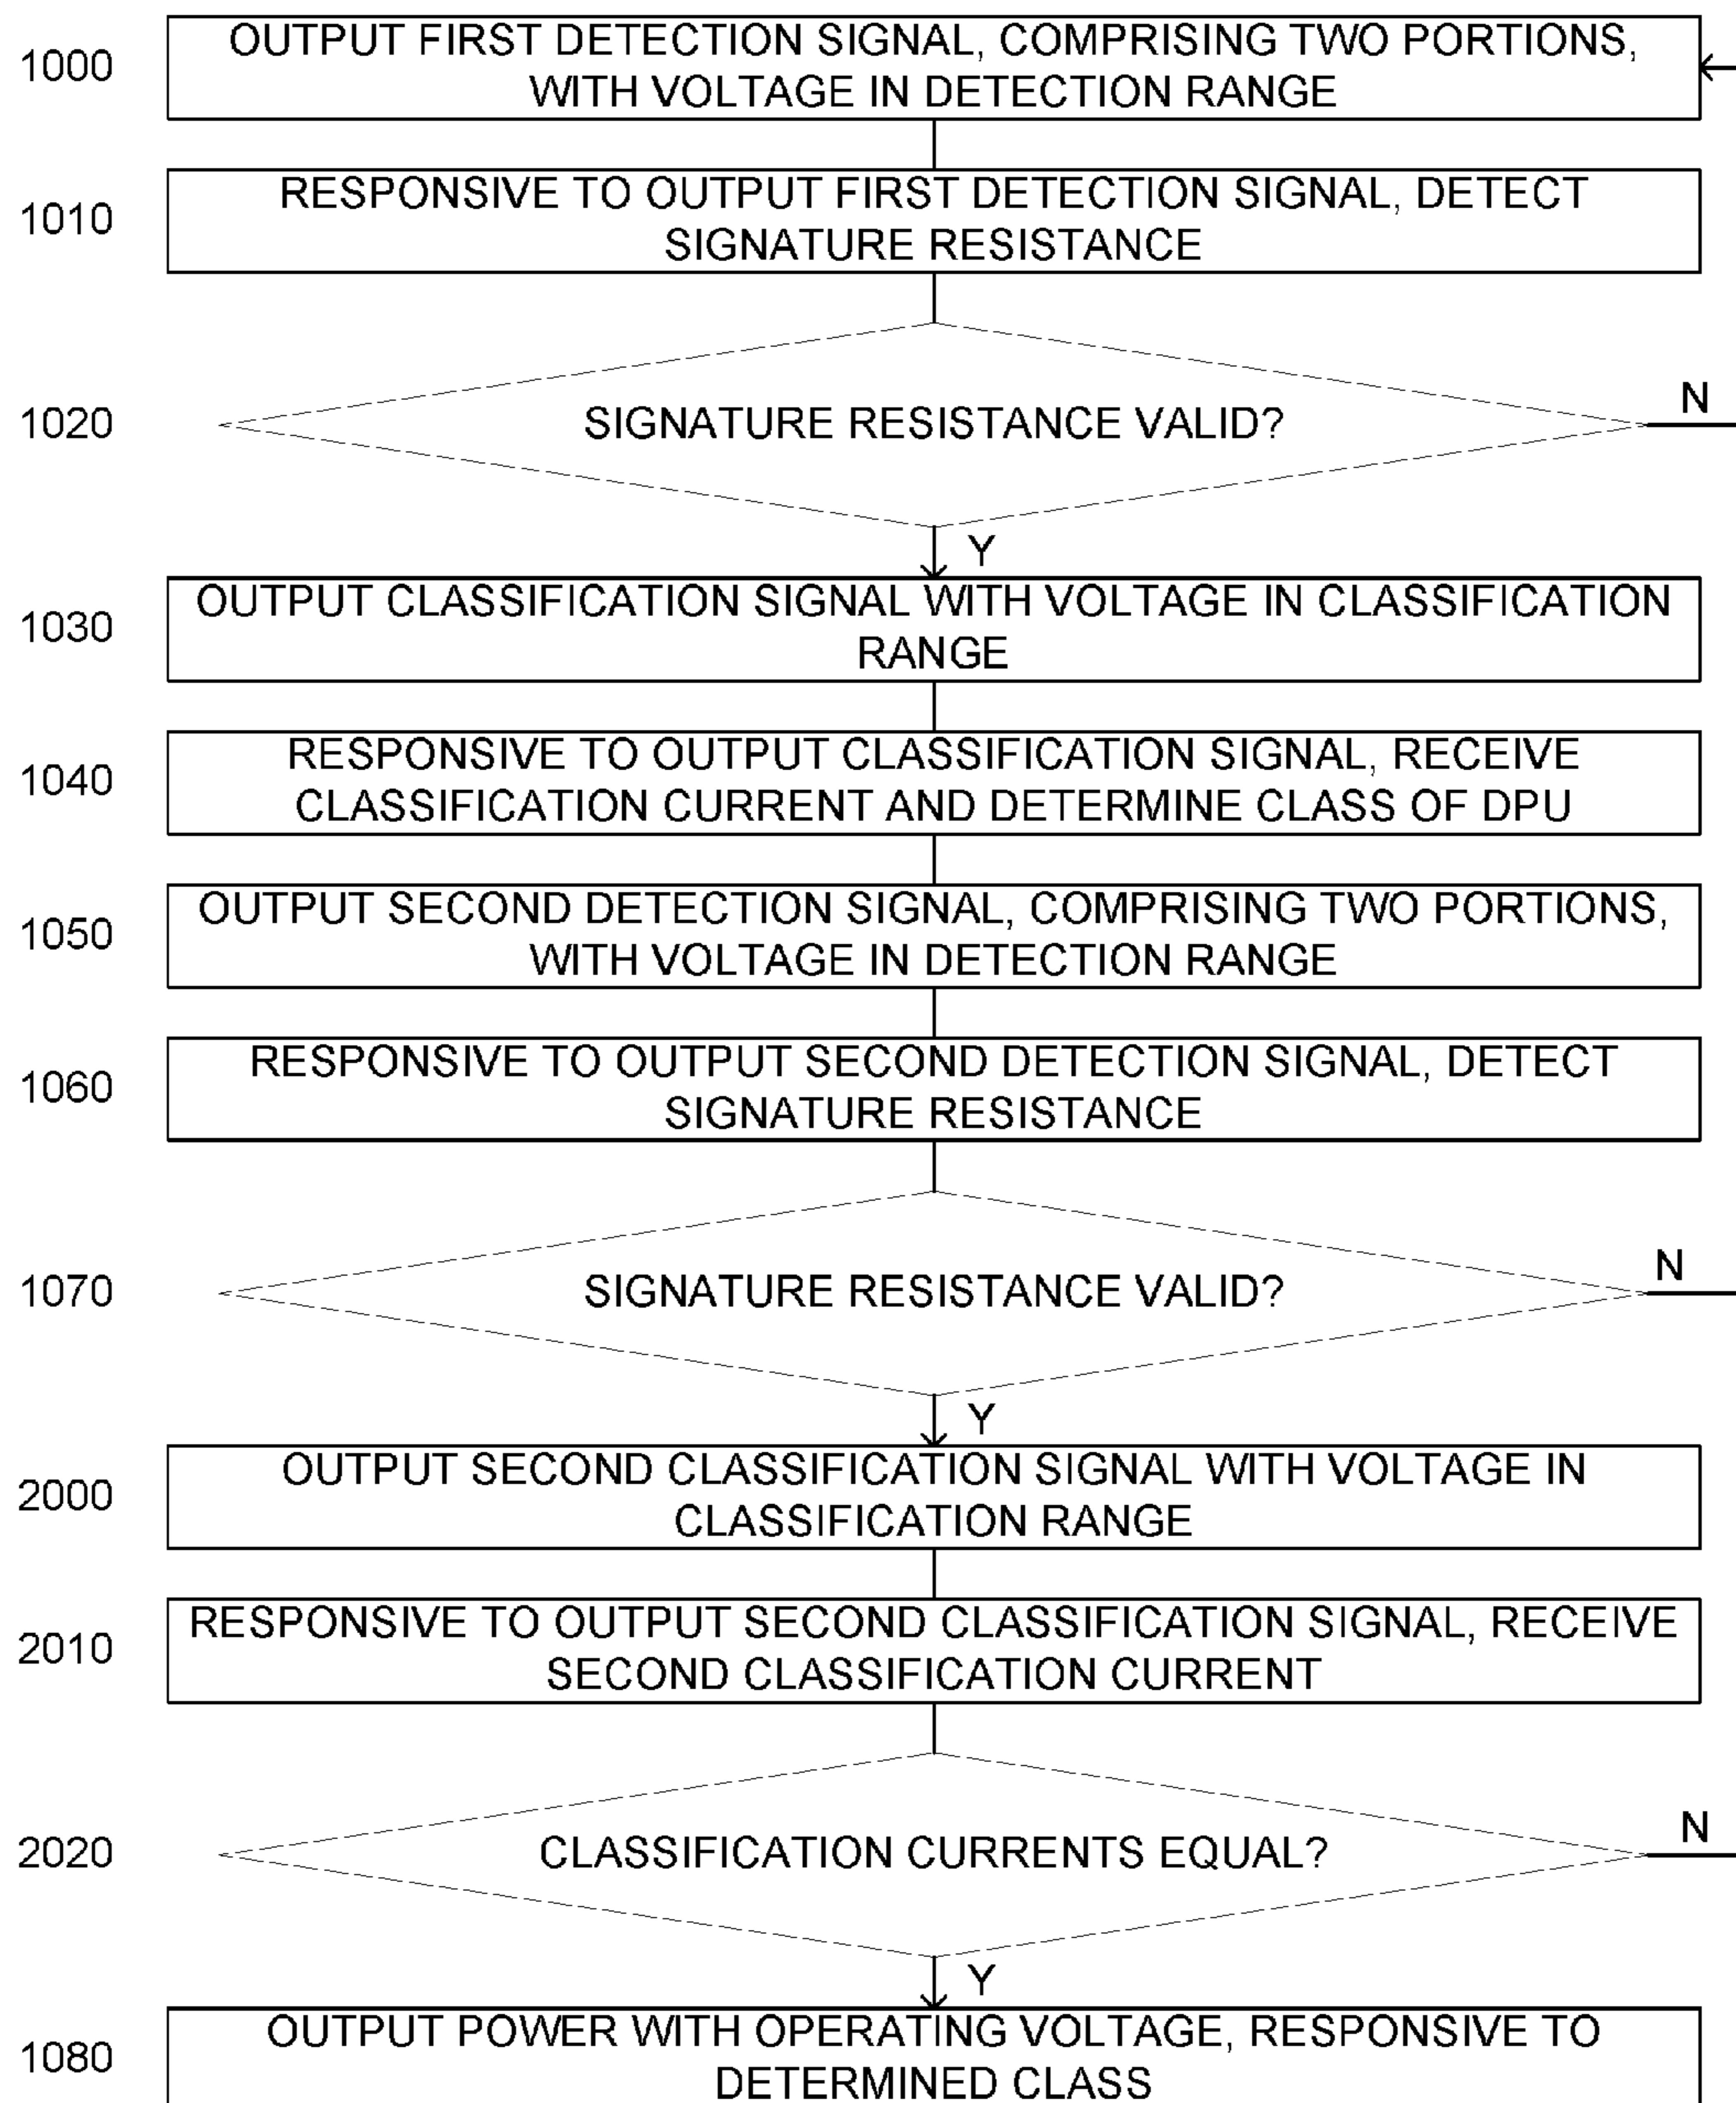 1000
OUTPUT FIRST DETECTION SIGNAL, COMPRISING TWO PORTIONS,
WITH VOLTAGE IN DETECTION RANGE
1010
RESPONSIVE TO OUTPUT FIRST DETECTION SIGNAL, DETECT
SIGNATURE RESISTANCE
1020
SIGNATURE RESISTANCE VALID?
N
Y
1030
OUTPUT CLASSIFICATION SIGNAL WITH VOLTAGE IN CLASSIFICATION
RANGE
1040
RESPONSIVE TO OUTPUT CLASSIFICATION SIGNAL, RECEIVE
CLASSIFICATION CURRENT AND DETERMINE CLASS OF DPU
1050
OUTPUT SECOND DETECTION SIGNAL, COMPRISING TWO PORTIONS,
WITH VOLTAGE IN DETECTION RANGE
1060
RESPONSIVE TO OUTPUT SECOND DETECTION SIGNAL, DETECT
SIGNATURE RESISTANCE
1070
SIGNATURE RESISTANCE VALID?
N
Y
2000
OUTPUT SECOND CLASSIFICATION SIGNAL WITH VOLTAGE IN
CLASSIFICATION RANGE
2010
RESPONSIVE TO OUTPUT SECOND CLASSIFICATION SIGNAL, RECEIVE
SECOND CLASSIFICATION CURRENT
2020
CLASSIFICATION CURRENTS EQUAL?
N
Y
1080
OUTPUT POWER WITH OPERATING VOLTAGE, RESPONSIVE TO
DETERMINED CLASS